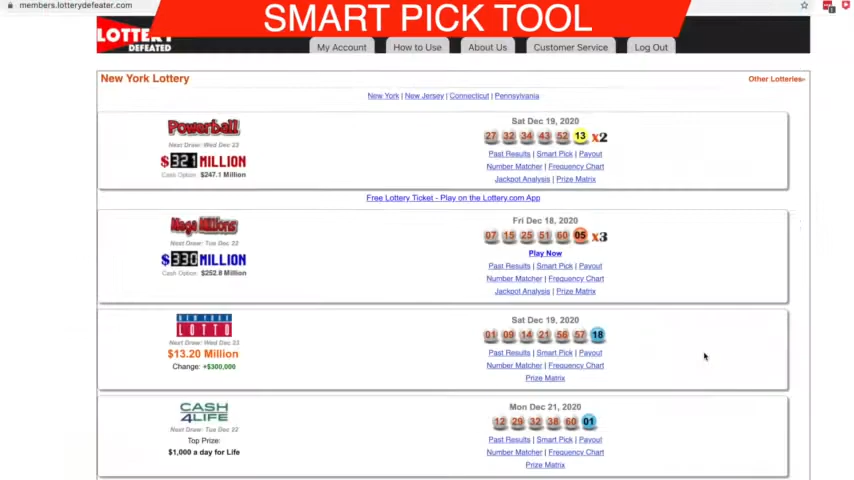 members.lotterydefeater.com
SMART PICK TOOL
LOTTERY
DEFEATED
My Account
How to Use
About Us
Customer Service
Log Out
New York Lottery
Other Lotteries»
New York | New Jersey | Connecticut | Pennsylvania
Powerball
Next Draw: Wed Dec 23
$321 MILLION
Cash Option: $247.1 Million
Sat Dec 19, 2020
27 32 34 43 52 13 x2
Past Results | Smart Pick | Payout
Number Matcher | Frequency Chart
Jackpot Analysis | Prize Matrix
Free Lottery Ticket - Play on the Lottery.com App
Mega Millions
Next Draw: Tue Dec 22
$330 MILLION
Cash Option: $252.8 Million
Fri Dec 18, 2020
07 15 25 51 60 05 x3
Play Now
Past Results | Smart Pick | Payout
Number Matcher | Frequency Chart
Jackpot Analysis | Prize Matrix
NEW YORK
LOTTO
Next Draw: Wed Dec 23
$13.20 Million
Change: +$300,000
Sat Dec 19, 2020
01 09 14 21 56 57 18
Past Results | Smart Pick | Payout
Number Matcher | Frequency Chart
Prize Matrix
CASH
4LIFE
Next Draw: Tue Dec 22
Top Prize:
$1,000 a day for Life
Mon Dec 21, 2020
12 29 32 38 60 01
Past Results | Smart Pick | Payout
Number Matcher | Frequency Chart
Prize Matrix